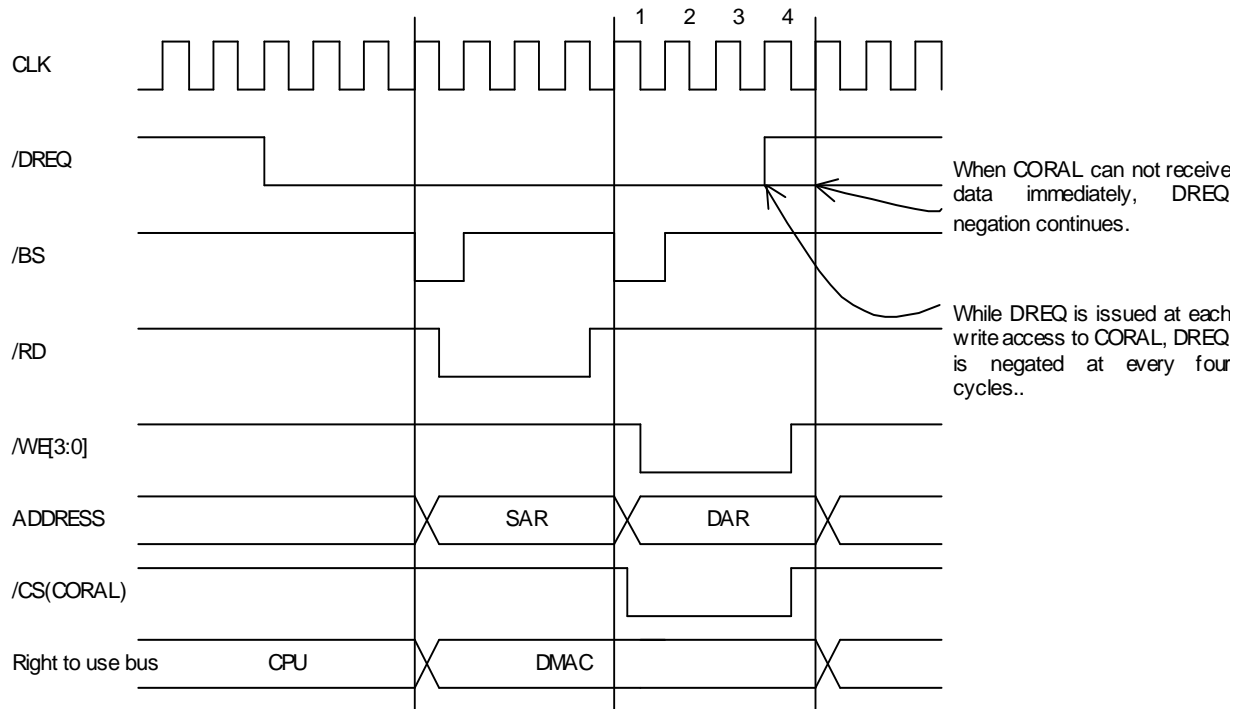 1 2 3 4
CLK
/DREQ
When CORAL can not receive
data immediately, DREQ
negation continues.
/BS
While DREQ is issued at each
write access to CORAL, DREQ
is negated at every four
cycles..
/RD
/WE[3:0]
ADDRESS SAR DAR
/CS(CORAL)
Right to use bus CPU DMAC